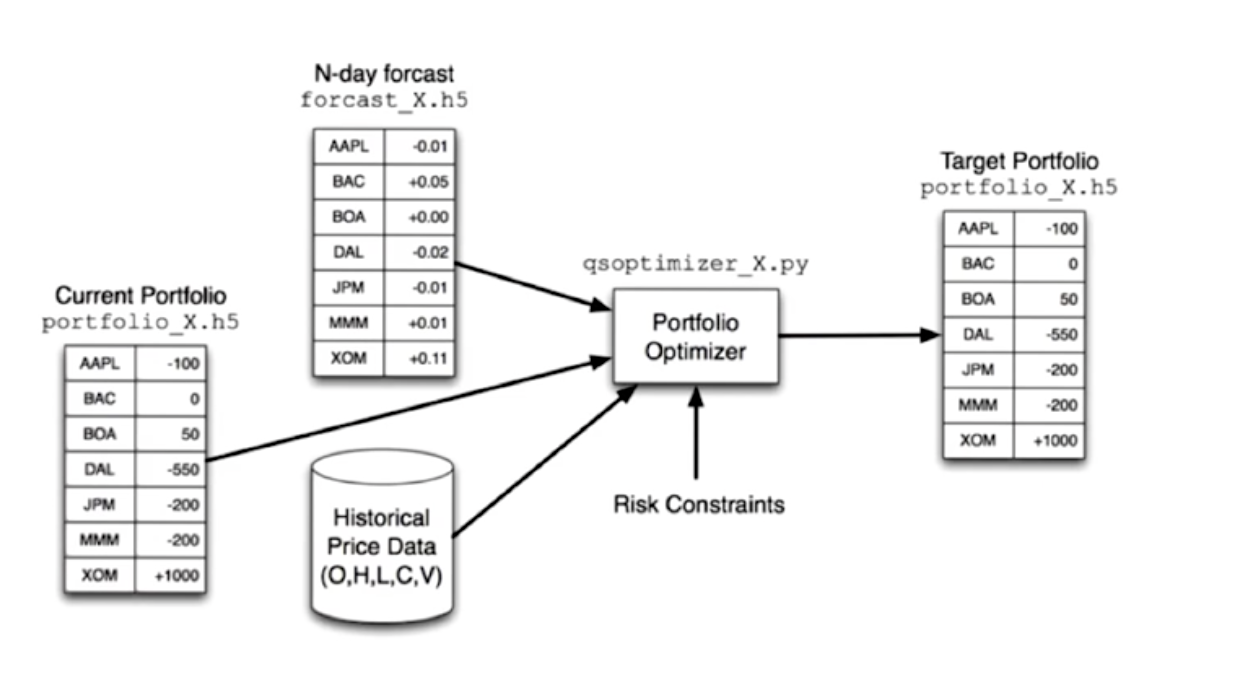 N-day forcast
forcast_X.h5
AAPL -0.01
BAC +0.05
BOA +0.00
DAL -0.02
JPM -0.01
MMM +0.01
XOM +0.11
Current Portfolio
portfolio_X.h5
AAPL -100
BAC 0
BOA 50
DAL -550
JPM -200
MMM -200
XOM +1000
Historical
Price Data
(O,H,L,C,V)
qsoptimizer_X.py
Portfolio
Optimizer
Risk Constraints
Target Portfolio
portfolio_X.h5
AAPL -100
BAC 0
BOA 50
DAL -550
JPM -200
MMM -200
XOM +1000